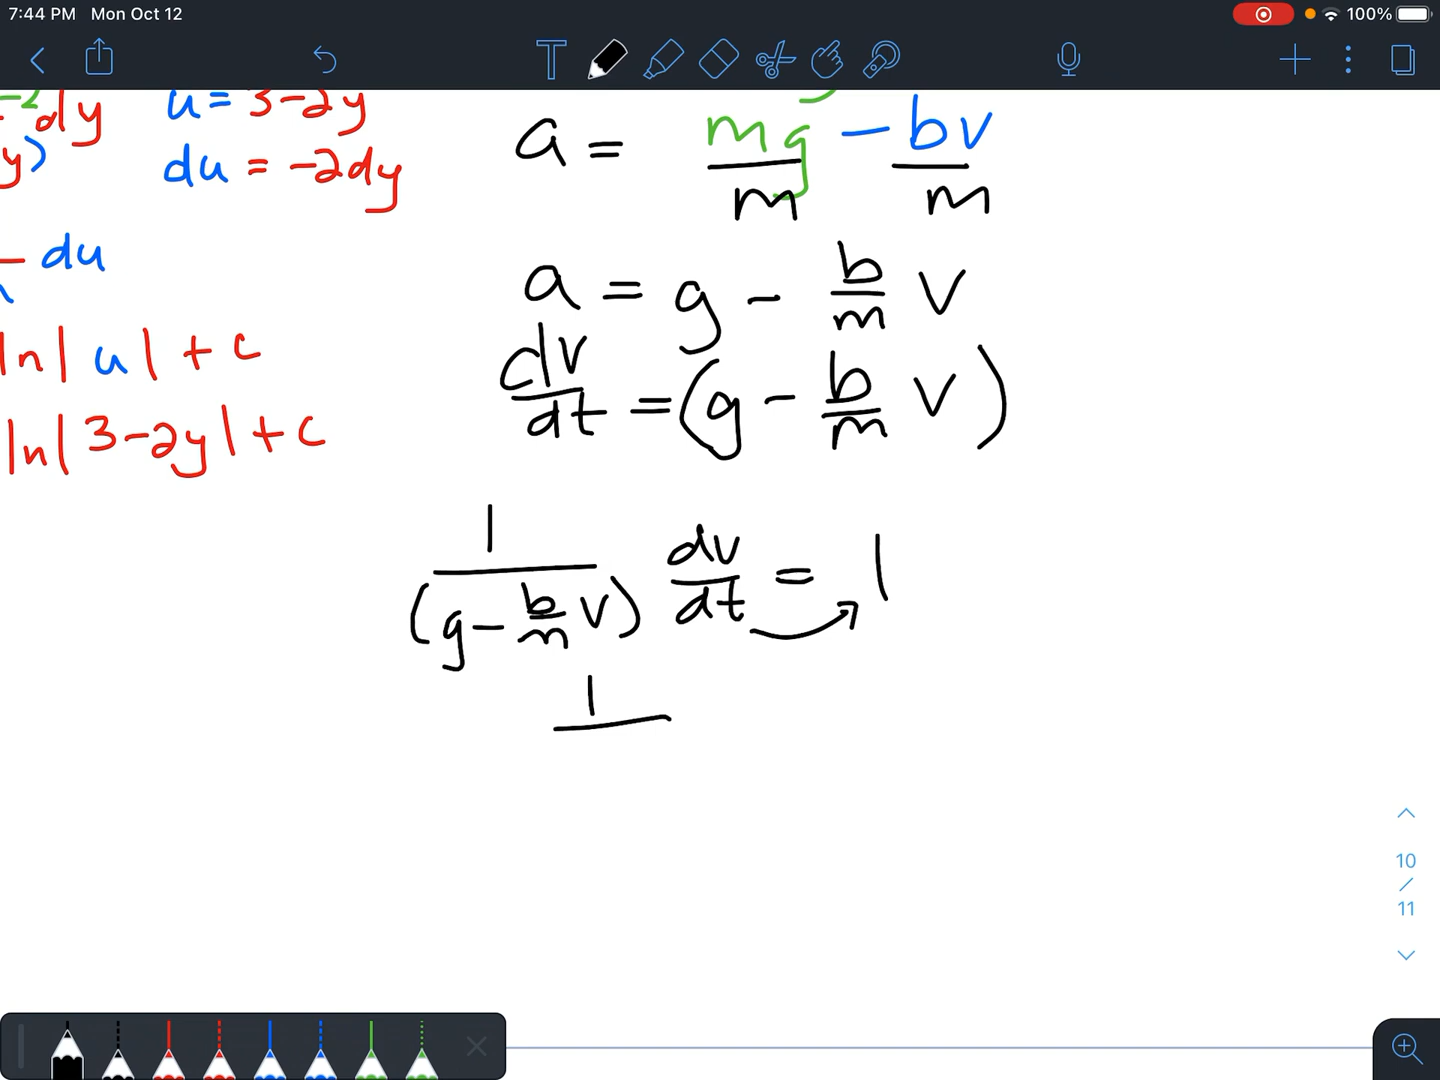 7:44 PM Mon Oct 12
100%
T
-2 dy u = 3-2y
y) du = -2dy
du
ln|u| + c
ln|3-2y| + c
a = mg/m - bv/m
a = g - b/m v
dv/dt = (g - b/m v)
1/(g - b/m v) dv/dt = 1
1
10
/
11